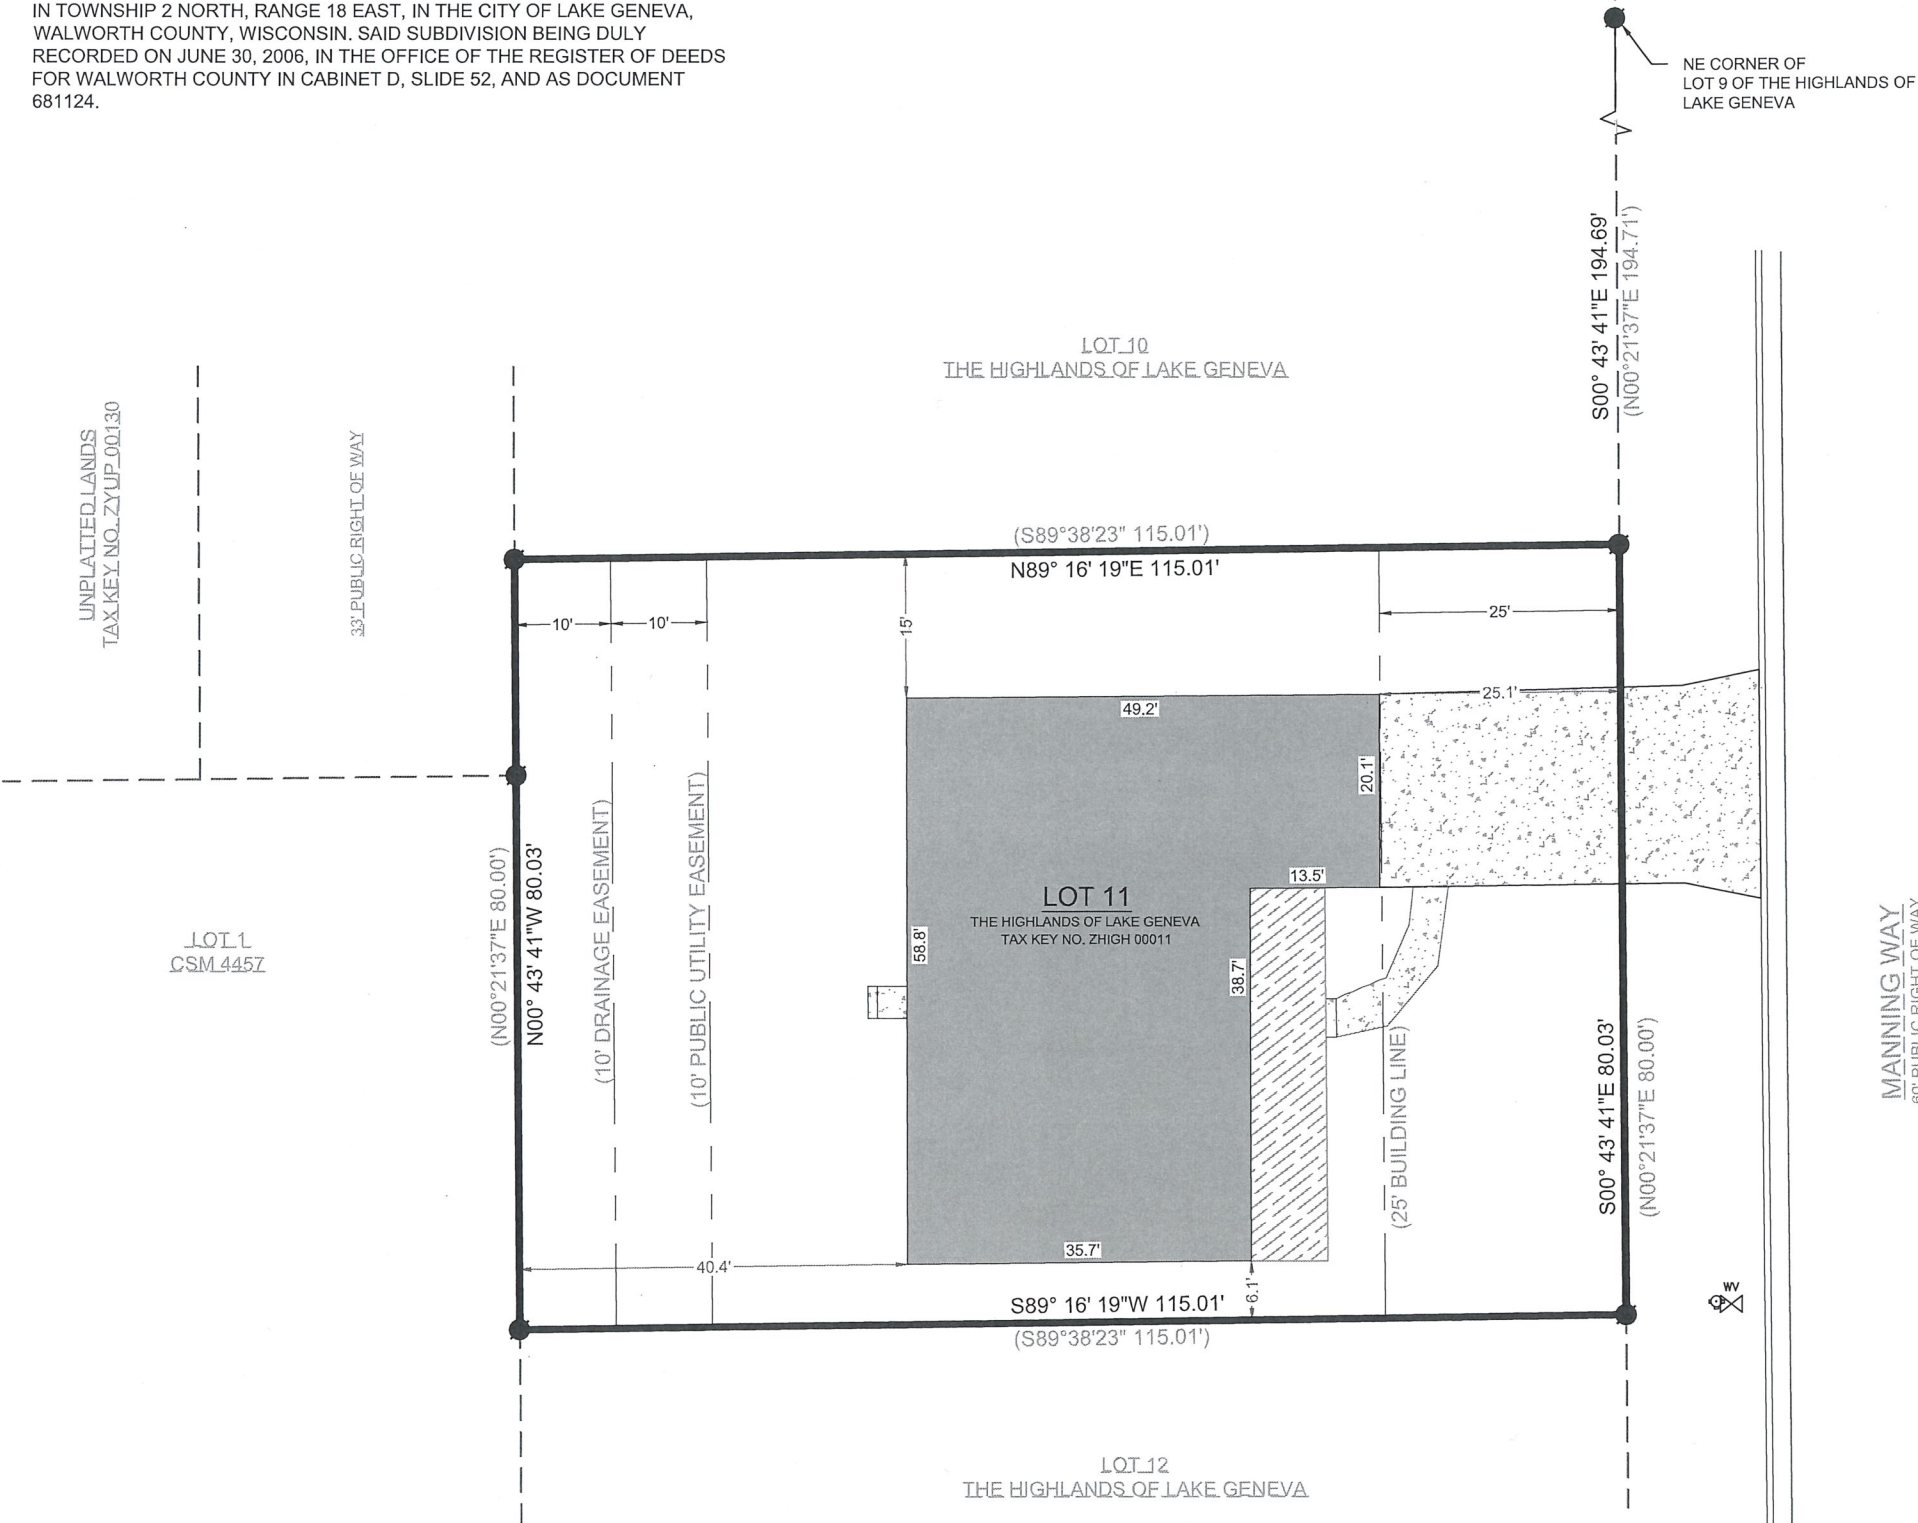 IN TOWNSHIP 2 NORTH, RANGE 18 EAST, IN THE CITY OF LAKE GENEVA,
WALWORTH COUNTY, WISCONSIN. SAID SUBDIVISION BEING DULY
RECORDED ON JUNE 30, 2006, IN THE OFFICE OF THE REGISTER OF DEEDS
FOR WALWORTH COUNTY IN CABINET D, SLIDE 52, AND AS DOCUMENT
681124.
NE CORNER OF
LOT 9 OF THE HIGHLANDS OF
LAKE GENEVA
S00° 43' 41"E 194.69'
(N00°21'37"E 194.71')
LOT 10
THE HIGHLANDS OF LAKE GENEVA
UNPLATTED LANDS
TAX KEY NO. ZYUP 00130
33' PUBLIC RIGHT OF WAY
(S89°38'23" 115.01')
N89° 16' 19"E 115.01'
10'
10'
15'
25'
25.1'
49.2'
20.1'
13.5'
LOT 11
THE HIGHLANDS OF LAKE GENEVA
TAX KEY NO. ZHIGH 00011
58.8'
38.7'
(N00°21'37"E 80.00')
N00° 43' 41"W 80.03'
(10' DRAINAGE EASEMENT)
(10' PUBLIC UTILITY EASEMENT)
LOT 1
CSM 4457
(25' BUILDING LINE)
S00° 43' 41"E 80.03'
(N00°21'37"E 80.00')
MANNING WAY
60' PUBLIC RIGHT OF WAY
35.7'
40.4'
6.1'
WV
S89° 16' 19"W 115.01'
(S89°38'23" 115.01')
LOT 12
THE HIGHLANDS OF LAKE GENEVA